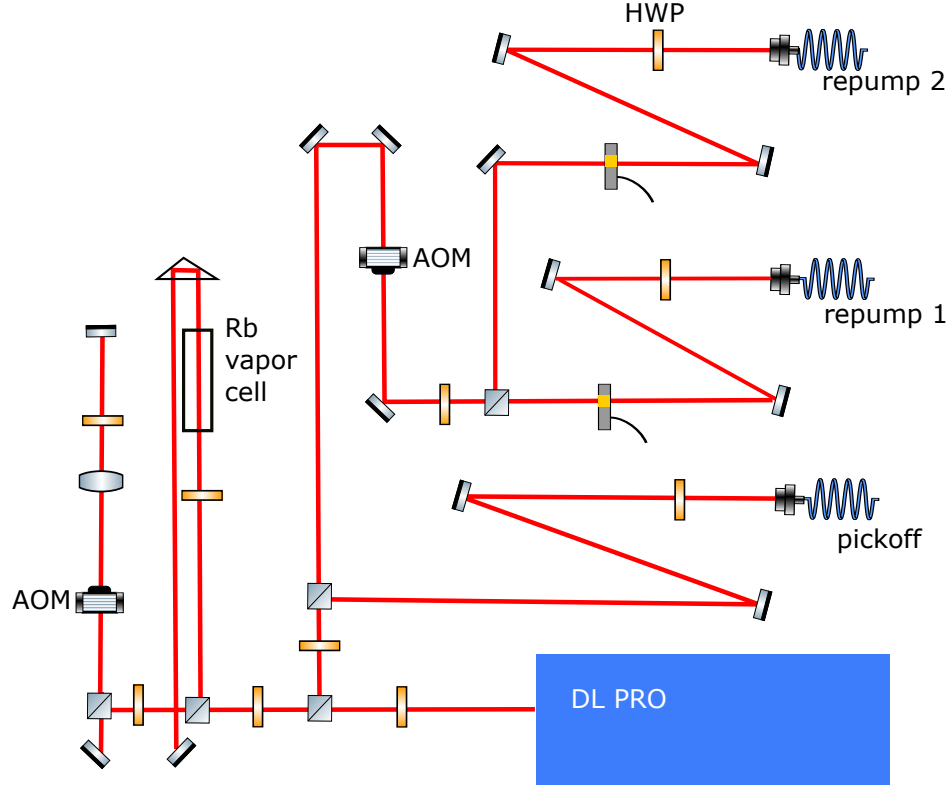 HWP
repump 2
AOM
repump 1
Rb
vapor
cell
pickoff
AOM
DL PRO